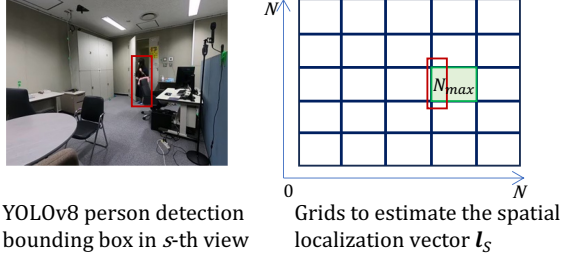 N
N_max
0
N
YOLOv8 person detection
bounding box in s-th view
Grids to estimate the spatial
localization vector l_S